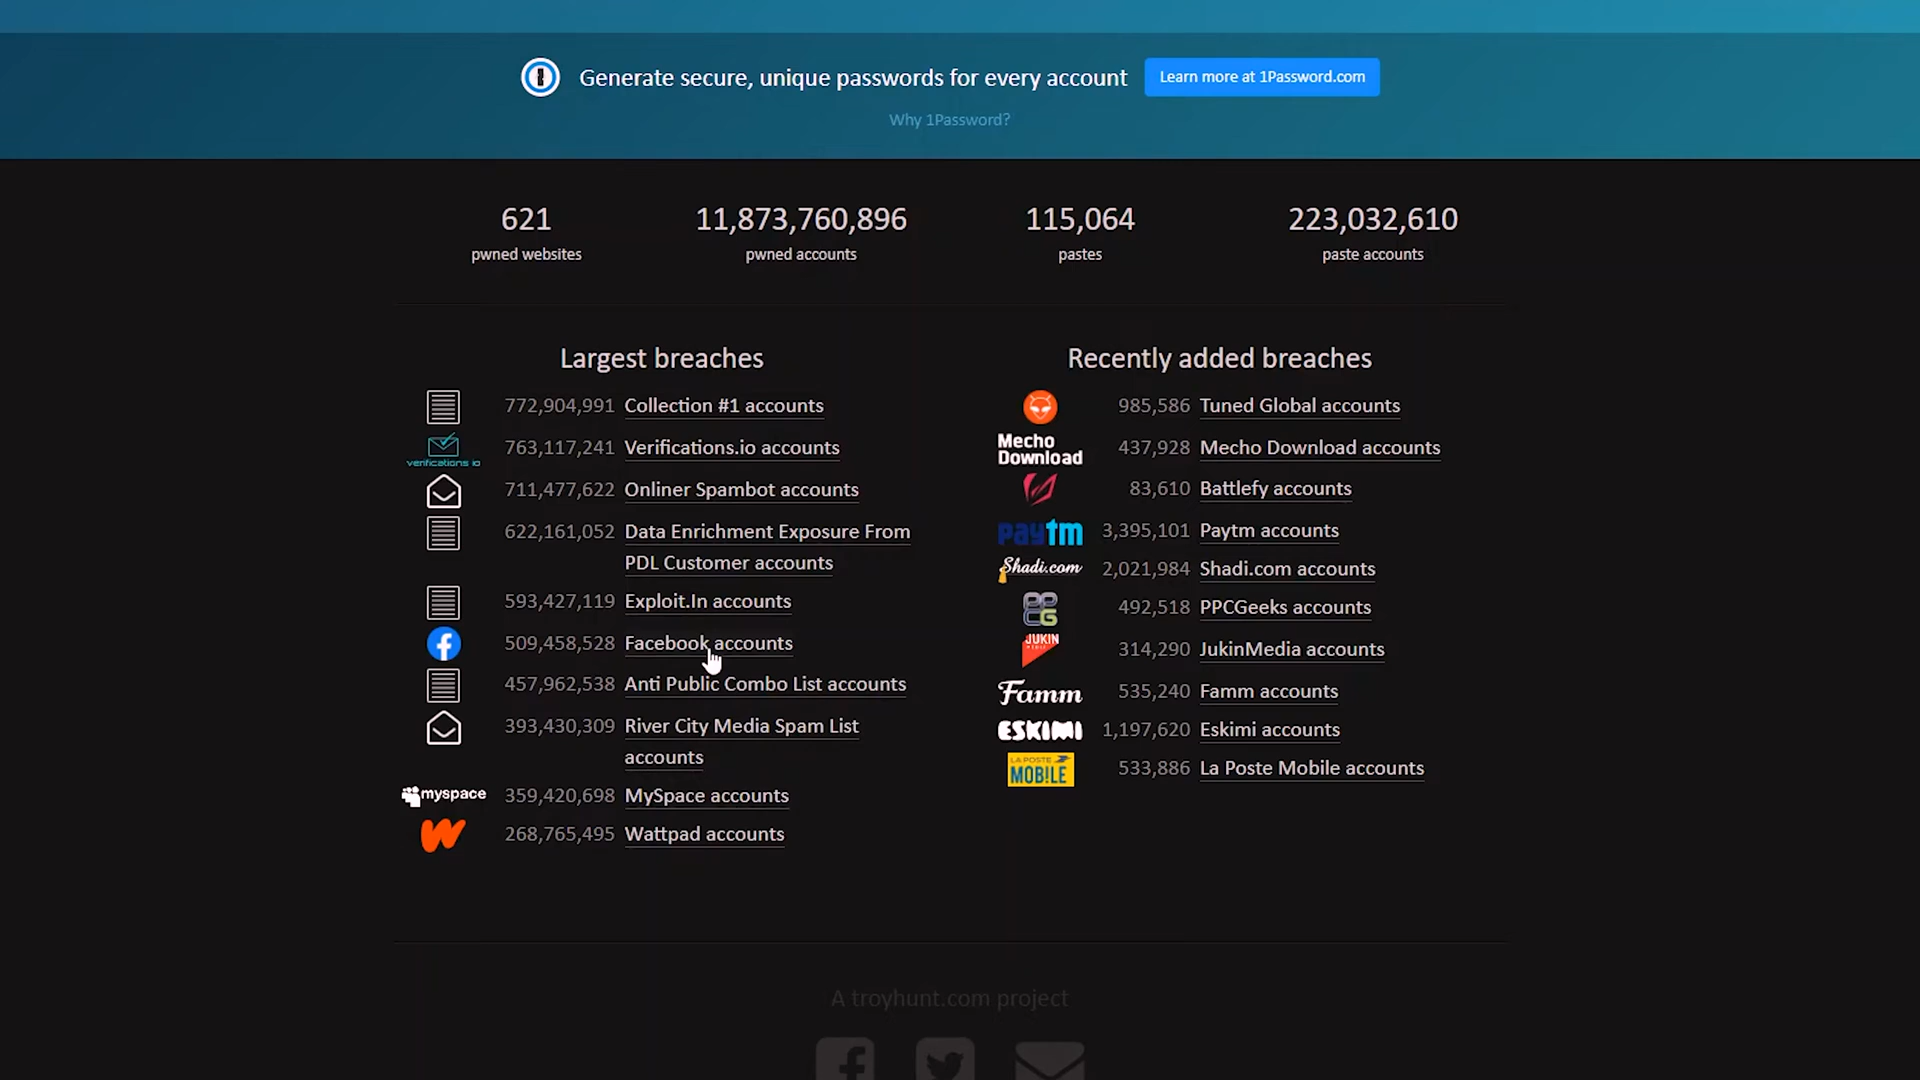 Generate secure, unique passwords for every account
Learn more at 1Password.com
Why 1Password?
621
pwned websites
11,873,760,896
pwned accounts
115,064
pastes
223,032,610
paste accounts
Largest breaches
772,904,991 Collection #1 accounts
verifications io
763,117,241 Verifications.io accounts
711,477,622 Onliner Spambot accounts
622,161,052 Data Enrichment Exposure From
PDL Customer accounts
593,427,119 Exploit.In accounts
509,458,528 Facebook accounts
457,962,538 Anti Public Combo List accounts
393,430,309 River City Media Spam List
accounts
myspace 359,420,698 MySpace accounts
268,765,495 Wattpad accounts
Recently added breaches
985,586 Tuned Global accounts
Mecho
Download
437,928 Mecho Download accounts
83,610 Battlefy accounts
paytm 3,395,101 Paytm accounts
Shadi.com 2,021,984 Shadi.com accounts
PPCG
492,518 PPCGeeks accounts
JUKIN
MEDIA
314,290 JukinMedia accounts
Famm 535,240 Famm accounts
ESKIMI 1,197,620 Eskimi accounts
LA POSTE
MOBILE
533,886 La Poste Mobile accounts
A troyhunt.com project